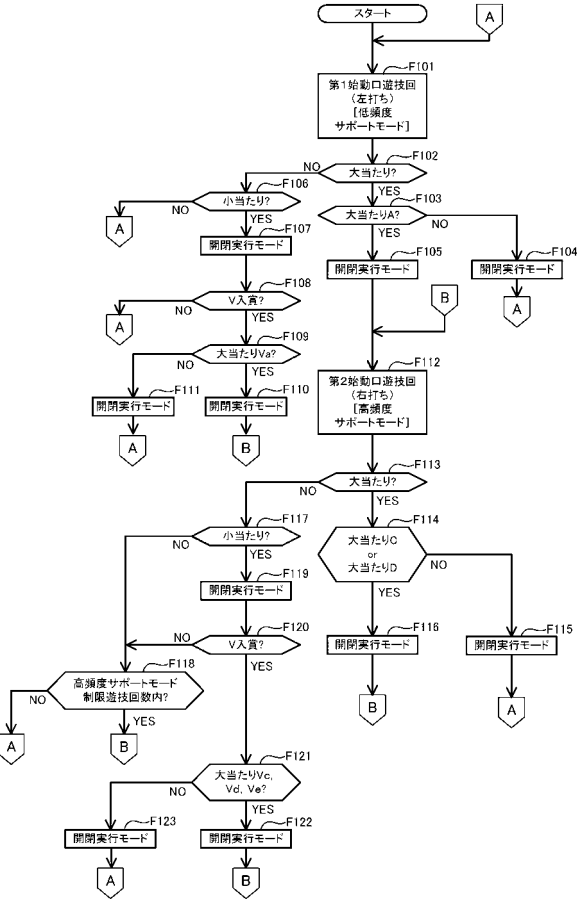 スタート
A
F101
第1始動口遊技回
(左打ち)
[低頻度
サポートモード]
F102
大当たり?
NO
YES
F106
小当たり?
NO
YES
A
F103
大当たりA?
NO
YES
F107
開閉実行モード
F105
開閉実行モード
F104
開閉実行モード
A
F108
V入賞?
NO
YES
A
B
F109
大当たりVa?
NO
YES
F111
開閉実行モード
A
F110
開閉実行モード
B
F112
第2始動口遊技回
(右打ち)
[高頻度
サポートモード]
F113
大当たり?
NO
YES
F117
小当たり?
NO
YES
F114
大当たりC
or
大当たりD
NO
YES
F119
開閉実行モード
F116
開閉実行モード
B
F115
開閉実行モード
A
F120
V入賞?
NO
YES
F118
高頻度サポートモード
制限遊技回数内?
NO
YES
A
B
F121
大当たりVc,
Vd, Ve?
NO
YES
F123
開閉実行モード
A
F122
開閉実行モード
B